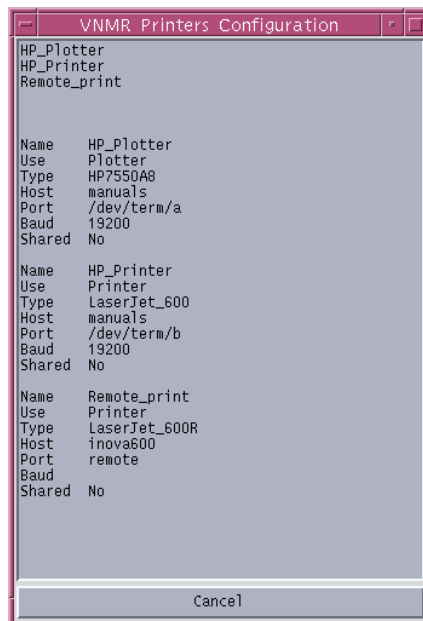 VNMR Printers Configuration
HP_Plotter
HP_Printer
Remote_print
Name HP_Plotter
Use Plotter
Type HP7550A8
Host manuals
Port /dev/term/a
Baud 19200
Shared No
Name HP_Printer
Use Printer
Type LaserJet_600
Host manuals
Port /dev/term/b
Baud 19200
Shared No
Name Remote_print
Use Printer
Type LaserJet_600R
Host inova600
Port remote
Baud
Shared No
Cancel